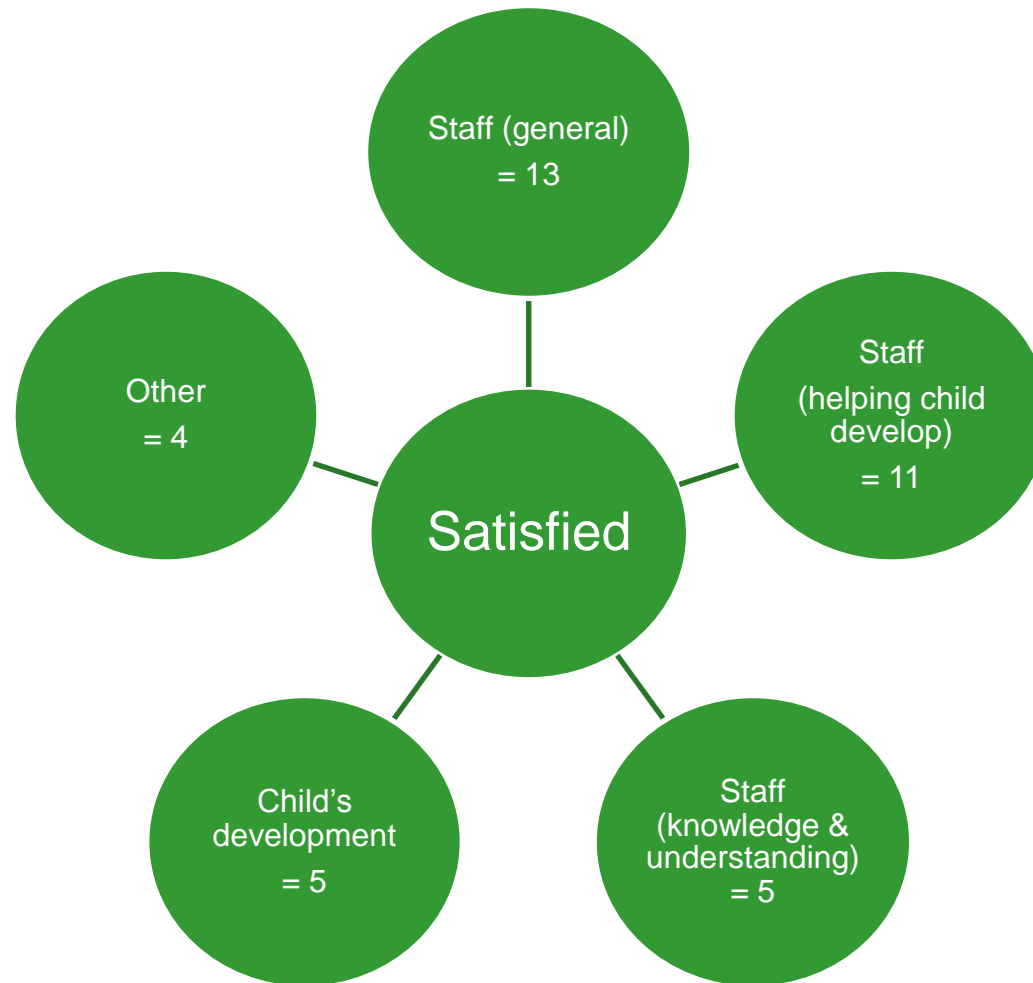 Staff (general)
= 13
Staff
(helping child
develop)
= 11
Other
= 4
Satisfied
Child’s
development
= 5
Staff
(knowledge &
understanding)
= 5